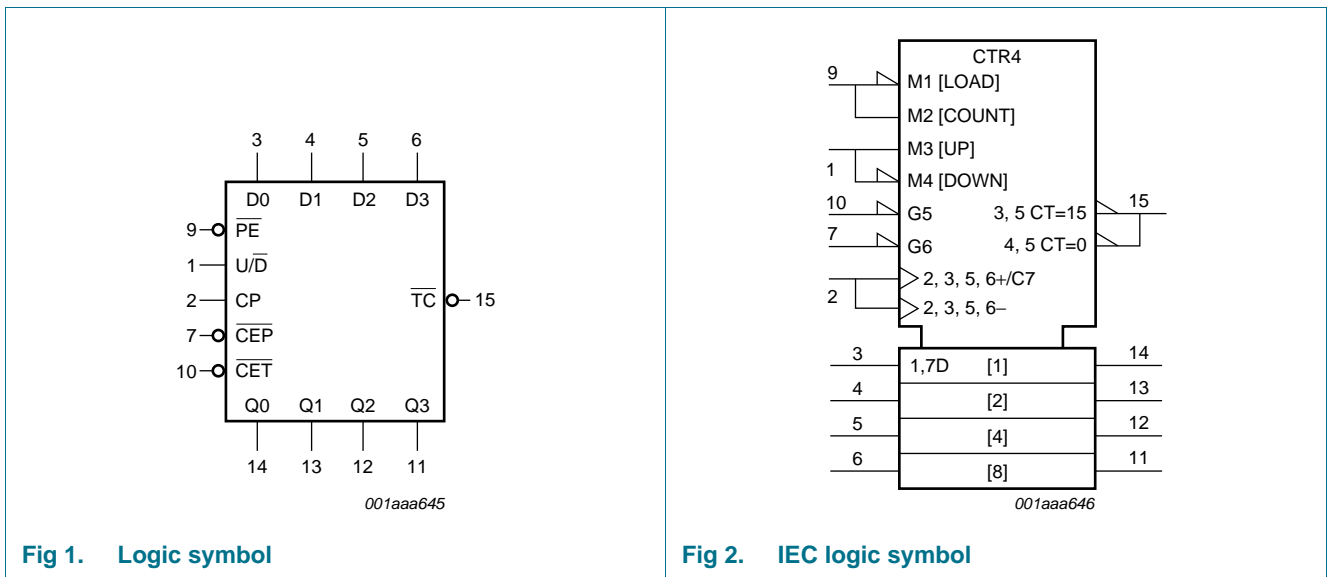 3 4 5 6
D0 D1 D2 D3
9 P̅E̅
1 U/D̅
2 CP
T̅C̅ 15
7 C̅E̅P̅
10 C̅E̅T̅
Q0 Q1 Q2 Q3
14 13 12 11
001aaa645
Fig 1. Logic symbol
CTR4
9 M1 [LOAD]
M2 [COUNT]
M3 [UP]
1 M4 [DOWN]
10 G5 3, 5 CT=15 15
7 G6 4, 5 CT=0
2, 3, 5, 6+/C7
2 2, 3, 5, 6–
3 1,7D [1] 14
4 [2] 13
5 [4] 12
6 [8] 11
001aaa646
Fig 2. IEC logic symbol